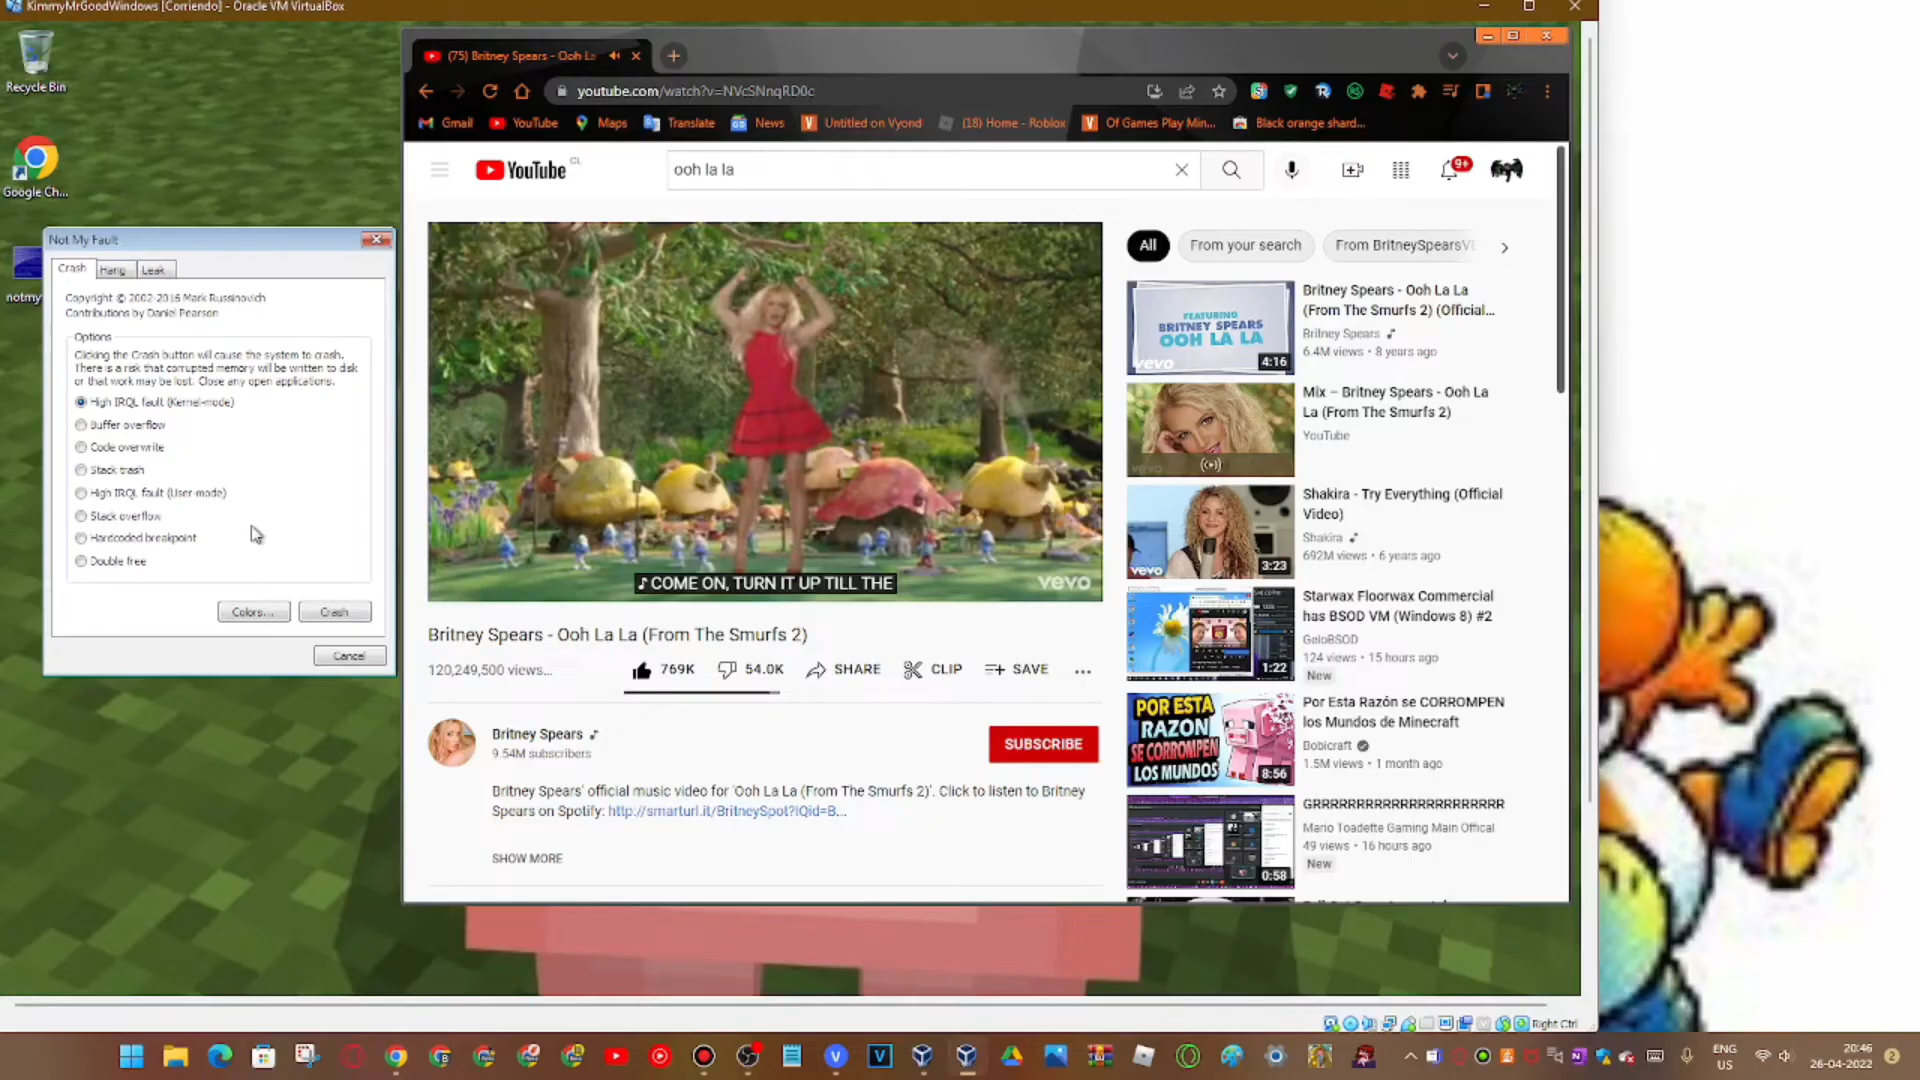 KimmyMrGoodWindows [Corriendo] - Oracle VM VirtualBox
Recycle Bin
Google Ch...
notmy
Not My Fault
Crash
Hang
Leak
Copyright © 2002-2016 Mark Russinovich
Contributions by Daniel Pearson
Options
Clicking the Crash button will cause the system to crash.
There is a risk that corrupted memory will be written to disk
or that work may be lost. Close any open applications.
High IRQL fault (Kernel-mode)
Buffer overflow
Code overwrite
Stack trash
High IRQL fault (User-mode)
Stack overflow
Hardcoded breakpoint
Double free
Colors...
Crash
Cancel
(75) Britney Spears - Ooh La
youtube.com/watch?v=NVcSNnqRD0c
Gmail
YouTube
Maps
Translate
News
Untitled on Vyond
(18) Home - Roblox
Of Games Play Min...
Black orange shard...
YouTube CL
ooh la la
9+
♪ COME ON, TURN IT UP TILL THE
vevo
Britney Spears - Ooh La La (From The Smurfs 2)
120,249,500 views...
769K
54.0K
SHARE
CLIP
SAVE
Britney Spears
9.54M subscribers
SUBSCRIBE
Britney Spears' official music video for 'Ooh La La (From The Smurfs 2)'. Click to listen to Britney
Spears on Spotify: http://smarturl.it/BritneySpot?IQid=B...
SHOW MORE
All
From your search
From BritneySpearsVE
FEATURING
BRITNEY SPEARS
OOH LA LA
vevo
4:16
Britney Spears - Ooh La La
(From The Smurfs 2) (Official...
Britney Spears
6.4M views • 8 years ago
Mix – Britney Spears - Ooh La
La (From The Smurfs 2)
YouTube
vevo
3:23
Shakira - Try Everything (Official
Video)
Shakira
692M views • 6 years ago
1:22
Starwax Floorwax Commercial
has BSOD VM (Windows 8) #2
GeloBSOD
124 views • 15 hours ago
New
POR ESTA
RAZON
SE CORROMPEN
LOS MUNDOS
8:56
Por Esta Razón se CORROMPEN
los Mundos de Minecraft
Bobicraft
1.5M views • 1 month ago
0:58
GRRRRRRRRRRRRRRRRRRRRRR
Mario Toadette Gaming Main Offical
49 views • 16 hours ago
New
Right Ctrl
ENG
US
20:46
26-04-2022
2